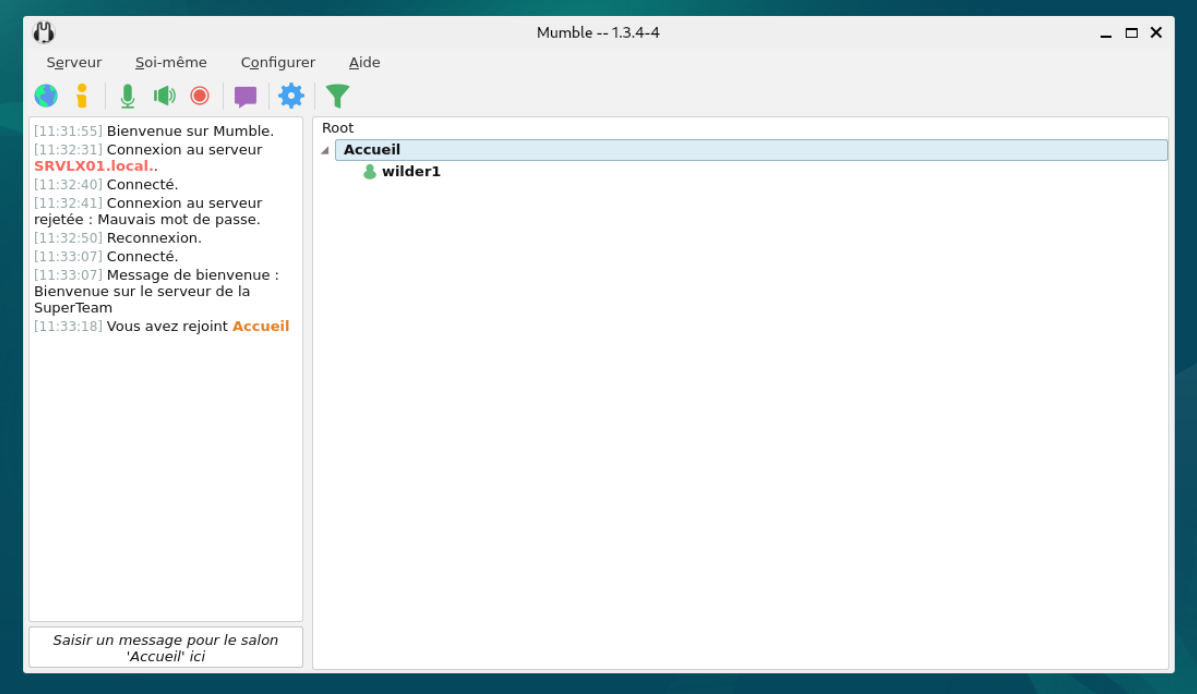 Mumble -- 1.3.4-4
Serveur Soi-même Configurer Aide
[11:31:55] Bienvenue sur Mumble.
[11:32:31] Connexion au serveur
SRVLX01.local..
[11:32:40] Connecté.
[11:32:41] Connexion au serveur
rejetée : Mauvais mot de passe.
[11:32:50] Reconnexion.
[11:33:07] Connecté.
[11:33:07] Message de bienvenue :
Bienvenue sur le serveur de la
SuperTeam
[11:33:18] Vous avez rejoint Accueil
Saisir un message pour le salon
'Accueil' ici
Root
Accueil
wilder1